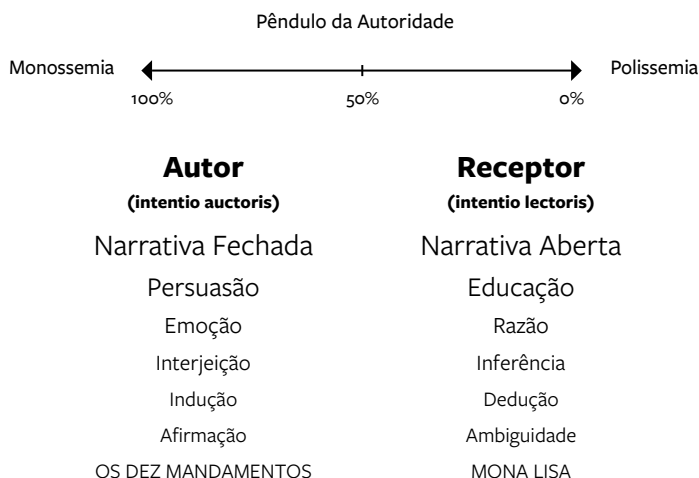 Pêndulo da Autoridade
Monossemia
Polissemia
100%
50%
0%
Autor
Receptor
(intentio auctoris)
(intentio lectoris)
Narrativa Fechada
Narrativa Aberta
Persuasão
Educação
Emoção
Razão
Interjeição
Inferência
Indução
Dedução
Afirmação
Ambiguidade
OS DEZ MANDAMENTOS
MONA LISA